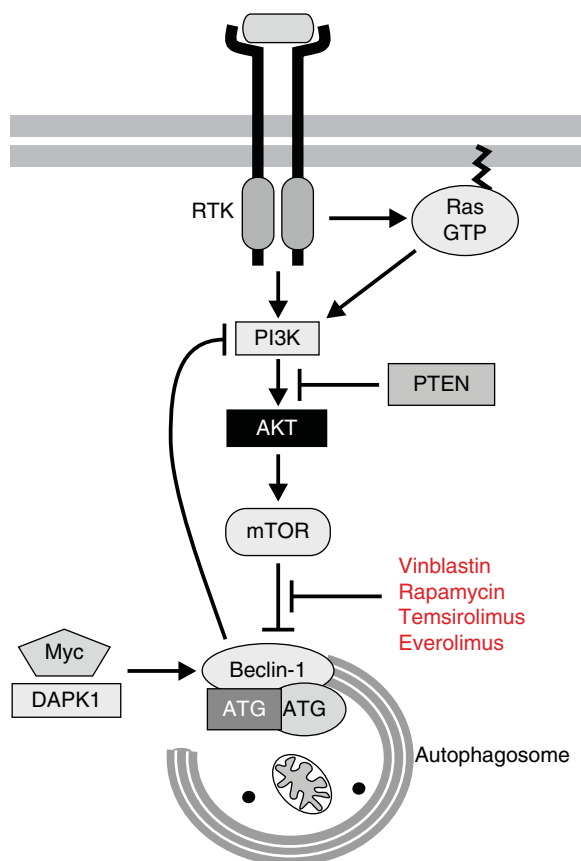 RTK
Ras
GTP
PI3K
PTEN
AKT
mTOR
Vinblastin
Rapamycin
Temsirolimus
Everolimus
Myc
DAPK1
Beclin-1
ATG
ATG
Autophagosome